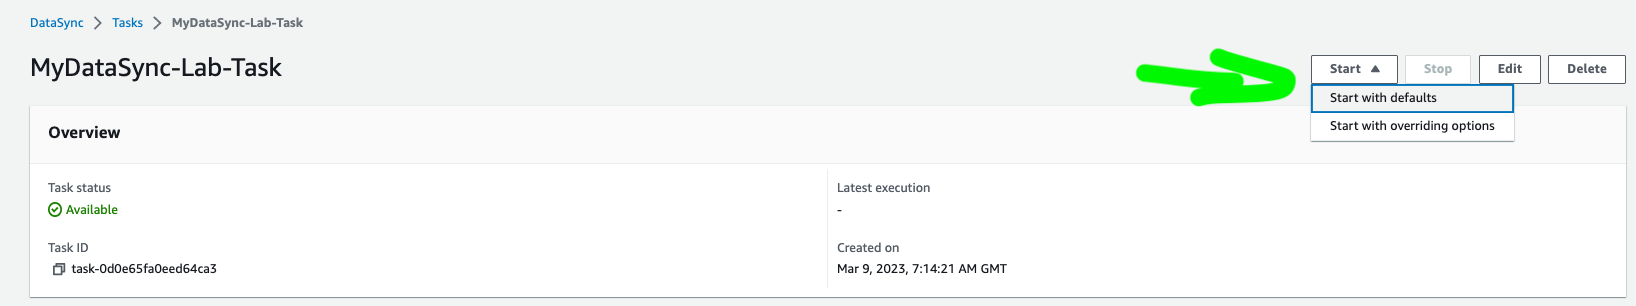 DataSync > Tasks > MyDataSync-Lab-Task
MyDataSync-Lab-Task
Start Stop Edit Delete
Start with defaults
Start with overriding options
Overview
Task status
Available
Latest execution
-
Task ID
task-0d0e65fa0eed64ca3
Created on
Mar 9, 2023, 7:14:21 AM GMT